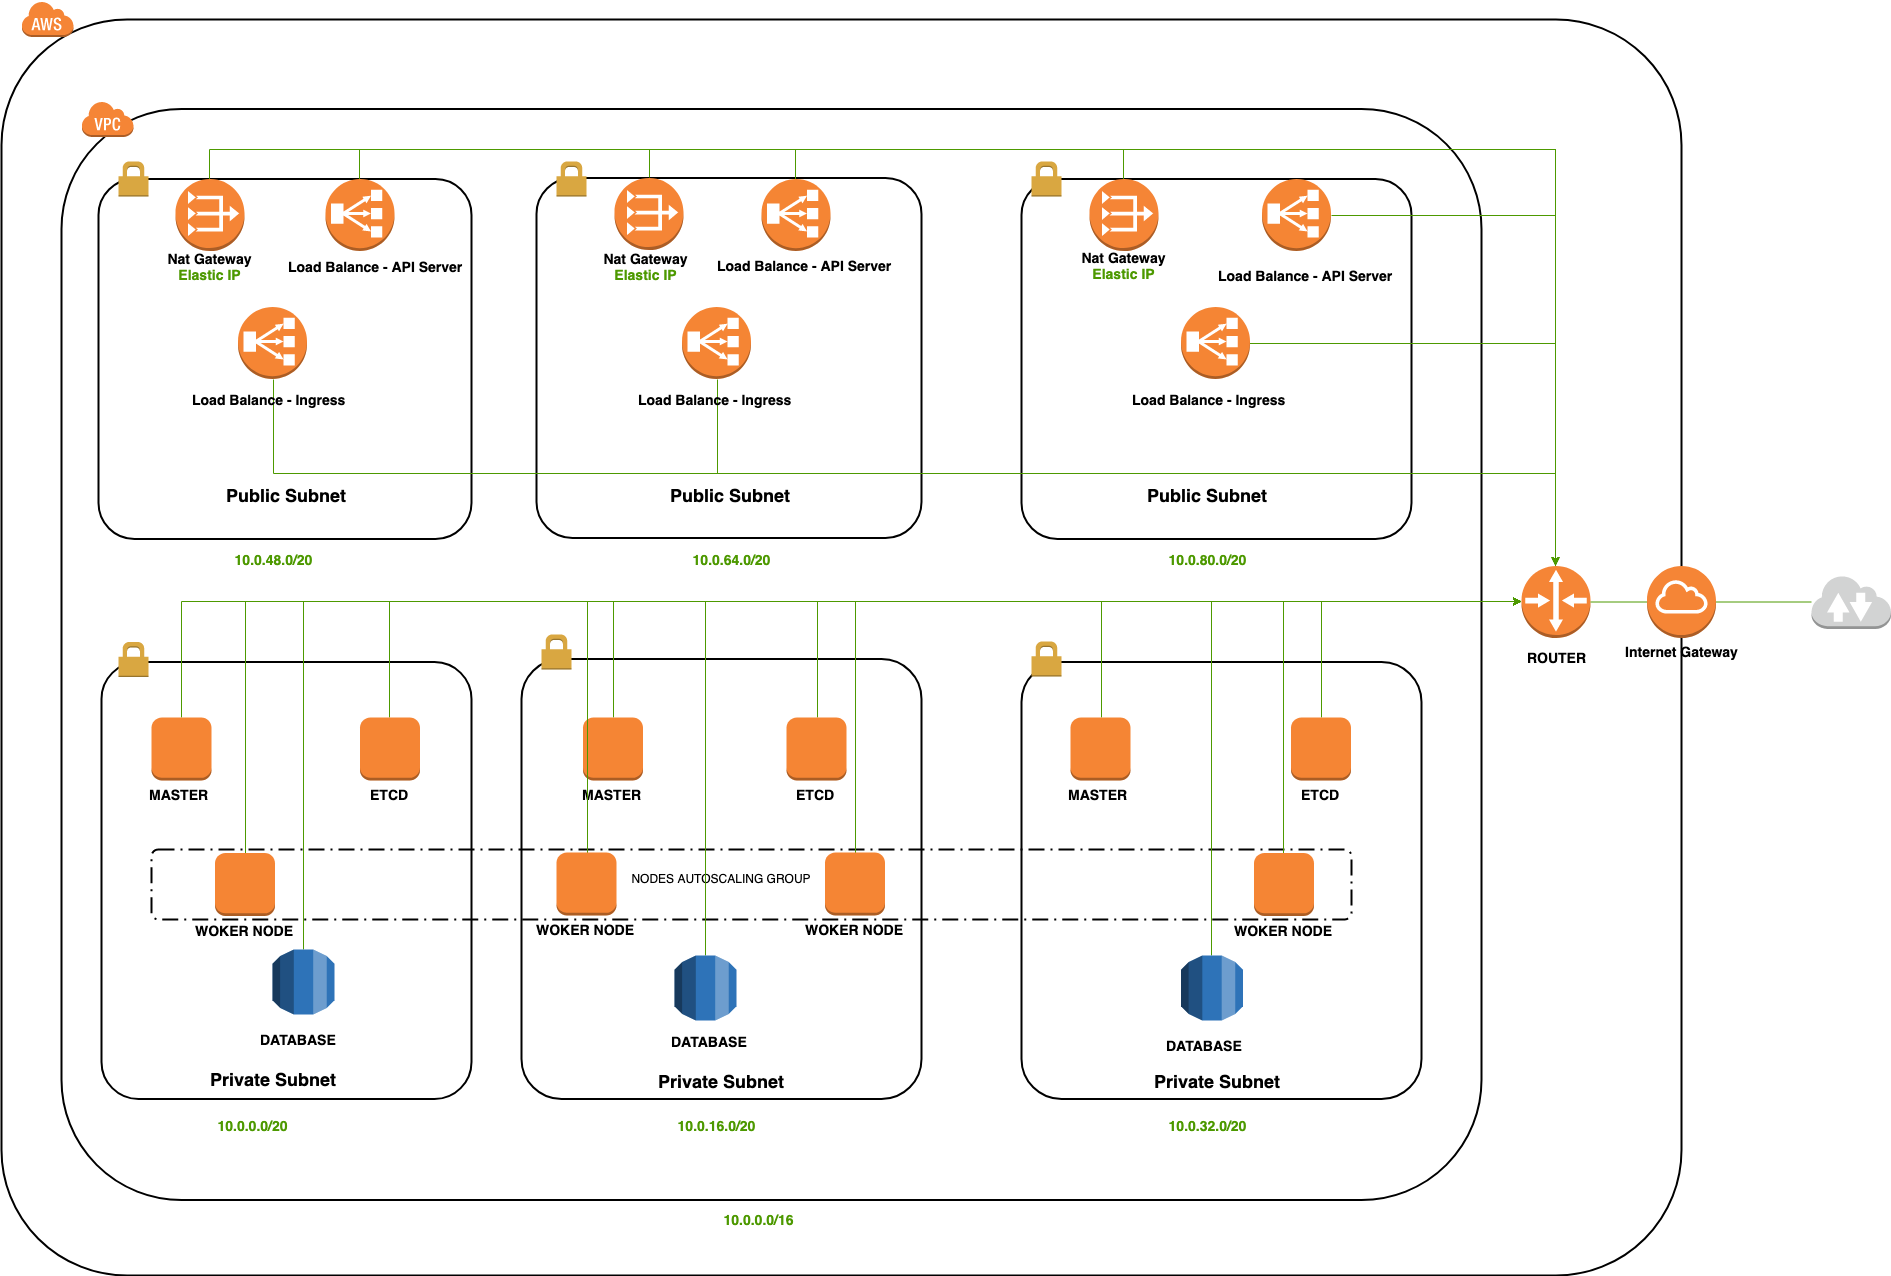 AWS
VPC
Nat Gateway
Elastic IP
Load Balance - API Server
Load Balance - Ingress
Public Subnet
10.0.48.0/20
Nat Gateway
Elastic IP
Load Balance - API Server
Load Balance - Ingress
Public Subnet
10.0.64.0/20
Nat Gateway
Elastic IP
Load Balance - API Server
Load Balance - Ingress
Public Subnet
10.0.80.0/20
ROUTER
Internet Gateway
MASTER
ETCD
WOKER NODE
DATABASE
Private Subnet
10.0.0.0/20
MASTER
ETCD
NODES AUTOSCALING GROUP
WOKER NODE
WOKER NODE
DATABASE
Private Subnet
10.0.16.0/20
MASTER
ETCD
WOKER NODE
DATABASE
Private Subnet
10.0.32.0/20
10.0.0.0/16